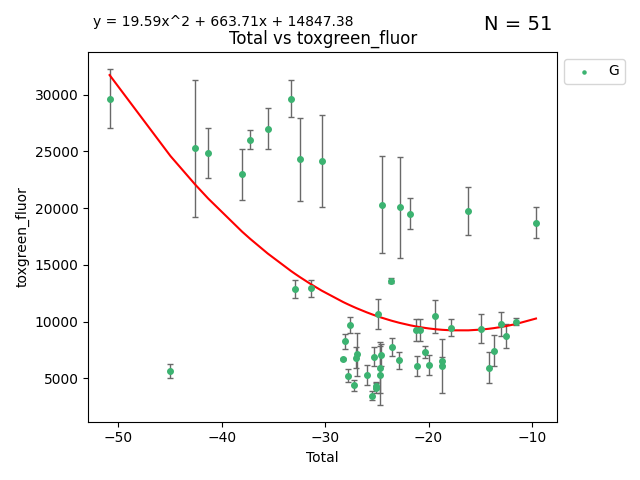 y = 19.59x^2 + 663.71x + 14847.38
N = 51
Total vs toxgreen_fluor
G
30000
25000
20000
15000
10000
5000
toxgreen_fluor
−50
−40
−30
−20
−10
Total